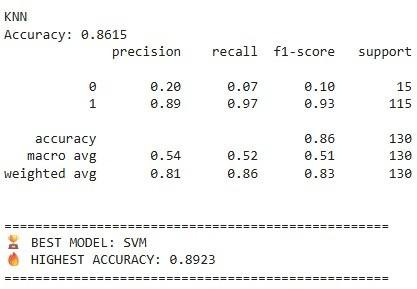 KNN
Accuracy: 0.8615
precision recall f1-score support
0 0.20 0.07 0.10 15
1 0.89 0.97 0.93 115
accuracy 0.86 130
macro avg 0.54 0.52 0.51 130
weighted avg 0.81 0.86 0.83 130
==================================================
🏆 BEST MODEL: SVM
🔥 HIGHEST ACCURACY: 0.8923
==================================================